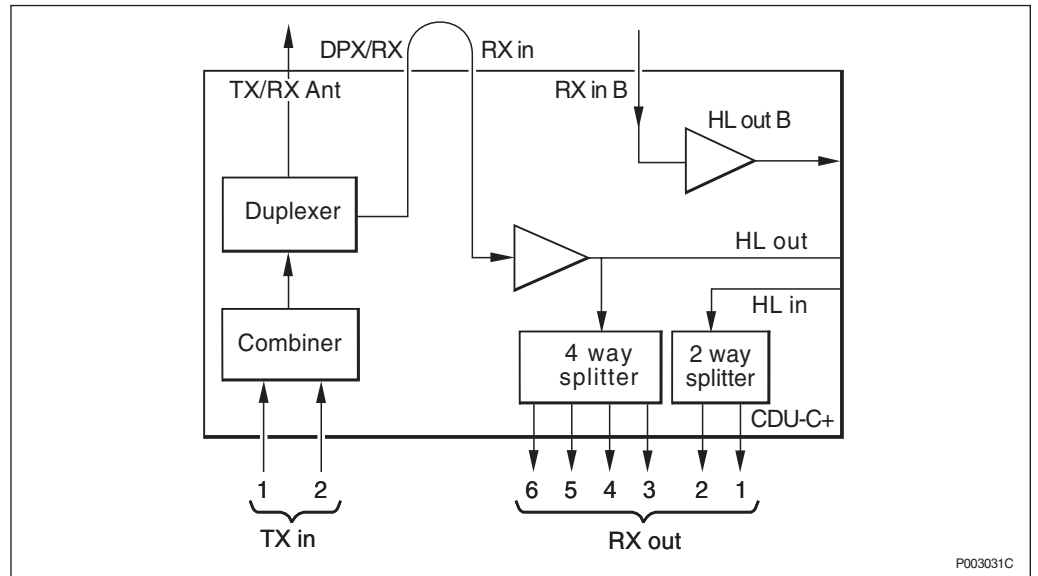 DPX/RX
RX in
TX/RX Ant
RX in B
HL out B
Duplexer
HL out
HL in
Combiner
4 way
splitter
2 way
splitter
CDU-C+
1 2
6 5 4 3 2 1
TX in
RX out
P003031C